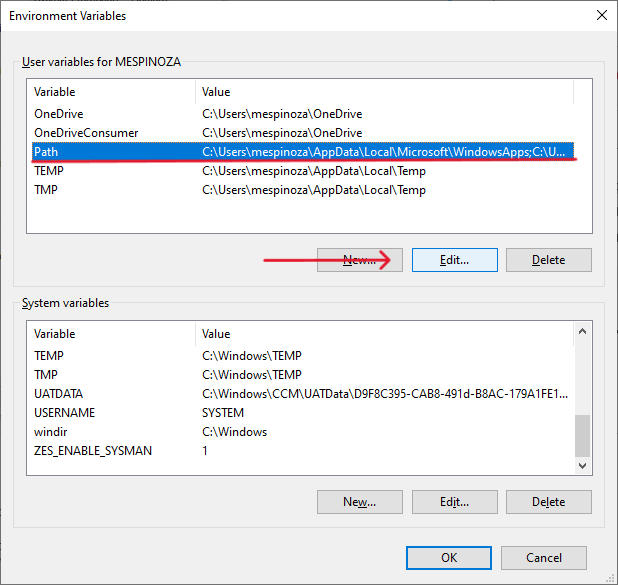 Environment Variables
User variables for MESPINOZA
Variable Value
OneDrive C:\Users\mespinoza\OneDrive
OneDriveConsumer C:\Users\mespinoza\OneDrive
Path C:\Users\mespinoza\AppData\Local\Microsoft\WindowsApps;C:\U...
TEMP C:\Users\mespinoza\AppData\Local\Temp
TMP C:\Users\mespinoza\AppData\Local\Temp
New... Edit... Delete
System variables
Variable Value
TEMP C:\Windows\TEMP
TMP C:\Windows\TEMP
UATDATA C:\Windows\CCM\UATData\D9F8C395-CAB8-491d-B8AC-179A1FE1...
USERNAME SYSTEM
windir C:\Windows
ZES_ENABLE_SYSMAN 1
New... Edit... Delete
OK Cancel